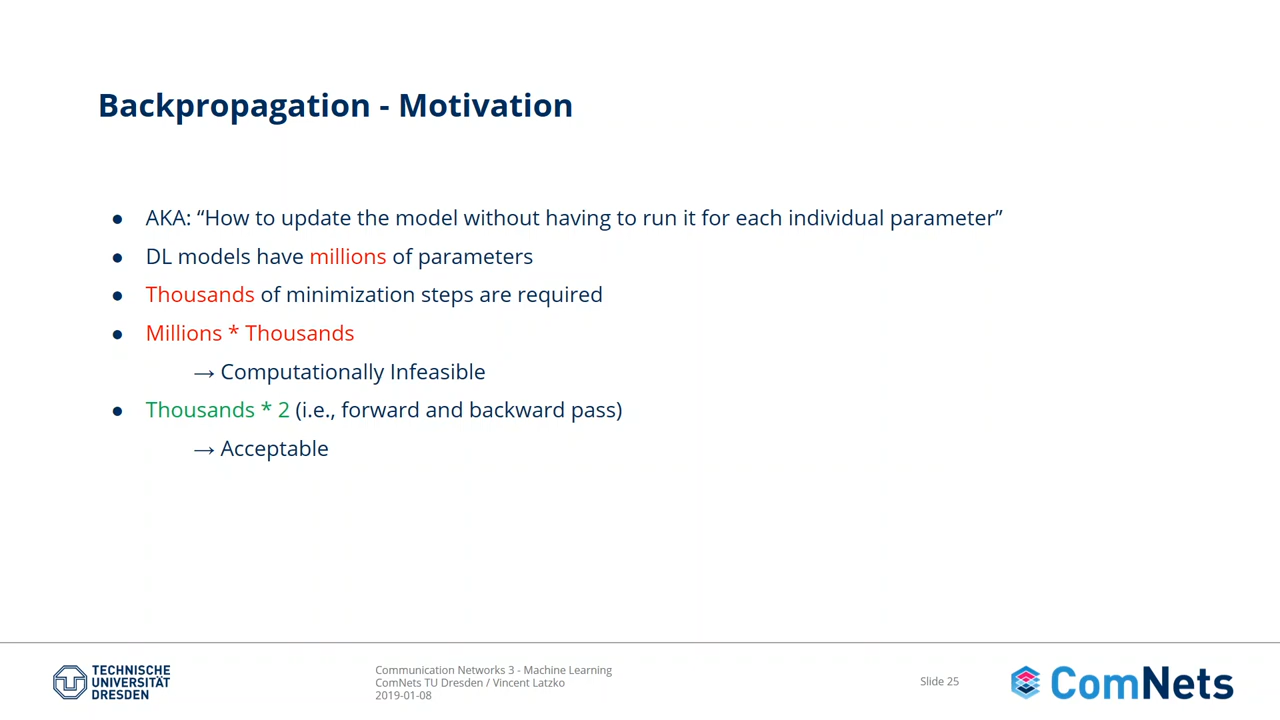 Backpropagation - Motivation
● AKA: “How to update the model without having to run it for each individual parameter”
● DL models have millions of parameters
● Thousands of minimization steps are required
● Millions * Thousands
→ Computationally Infeasible
● Thousands * 2 (i.e., forward and backward pass)
→ Acceptable
TECHNISCHE
UNIVERSITÄT
DRESDEN
Communication Networks 3 - Machine Learning
ComNets TU Dresden / Vincent Latzko
2019-01-08
Slide 25
ComNets